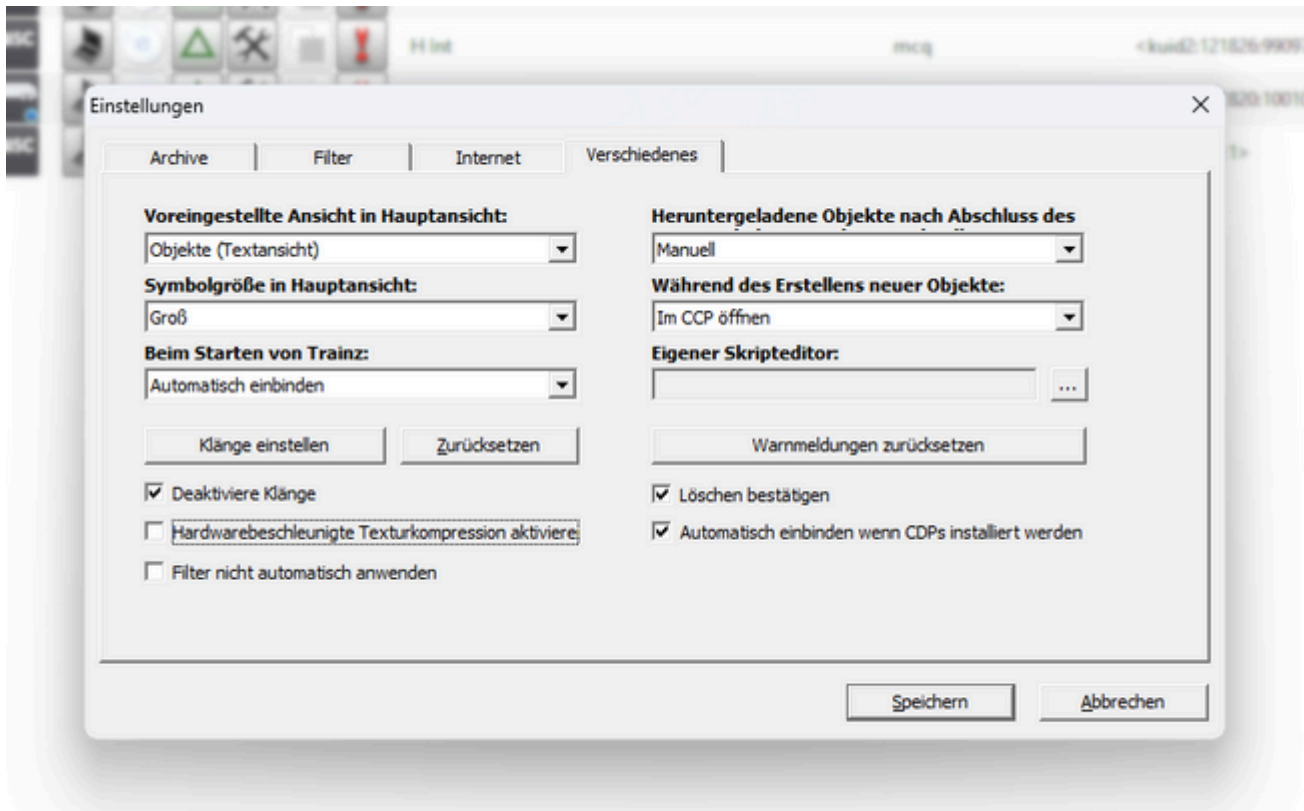 H Int mcq
Einstellungen
Archive Filter Internet Verschiedenes
Voreingestellte Ansicht in Hauptansicht:
Objekte (Textansicht)
Symbolgröße in Hauptansicht:
Groß
Beim Starten von Trainz:
Automatisch einbinden
Klänge einstellen Zurücksetzen
Deaktiviere Klänge
Hardwarebeschleunigte Texturkompression aktiviere
Filter nicht automatisch anwenden
Heruntergeladene Objekte nach Abschluss des
Manuell
Während des Erstellens neuer Objekte:
Im CCP öffnen
Eigener Skripteditor:
...
Warnmeldungen zurücksetzen
Löschen bestätigen
Automatisch einbinden wenn CDPs installiert werden
Speichern Abbrechen